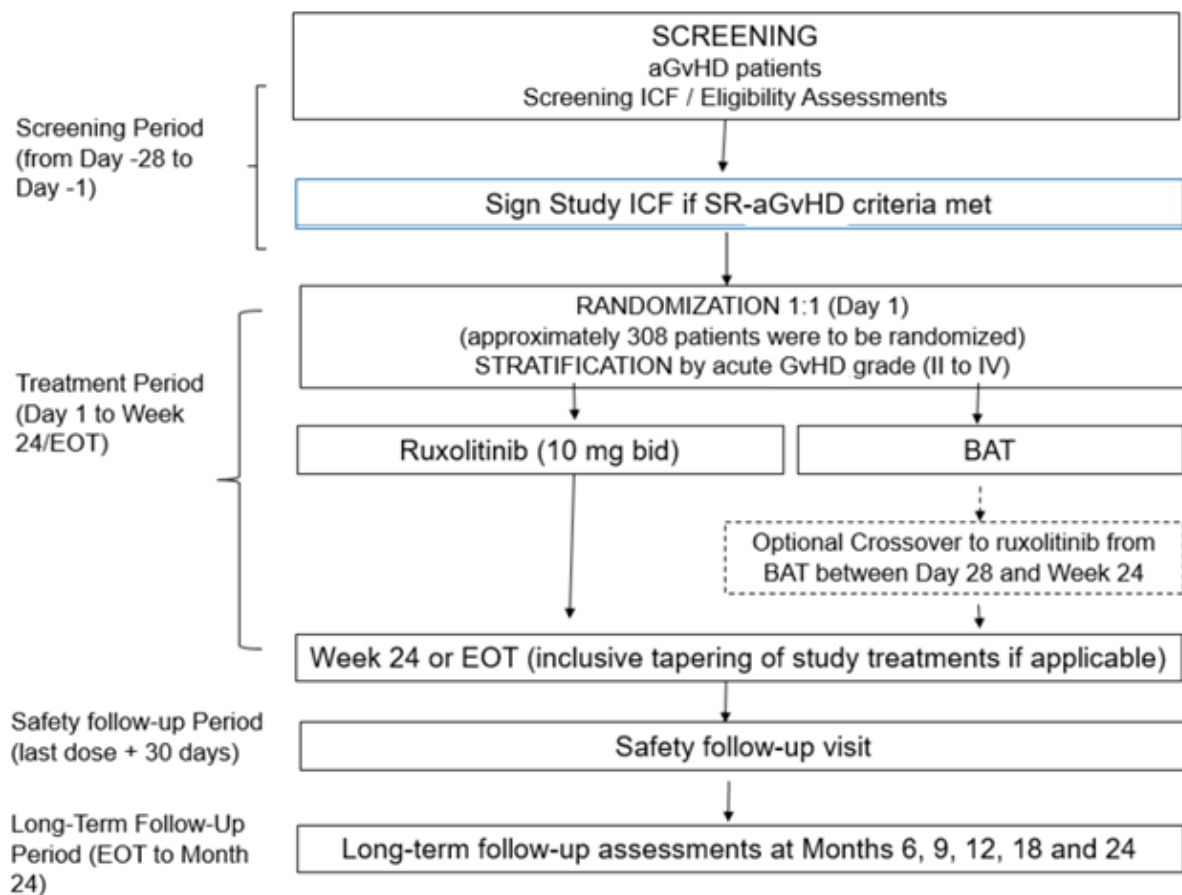 SCREENING
aGvHD patients
Screening ICF / Eligibility Assessments
Screening Period
(from Day -28 to
Day -1)
Sign Study ICF if SR-aGvHD criteria met
RANDOMIZATION 1:1 (Day 1)
(approximately 308 patients were to be randomized)
STRATIFICATION by acute GvHD grade (II to IV)
Treatment Period
(Day 1 to Week
24/EOT)
Ruxolitinib (10 mg bid)
BAT
Optional Crossover to ruxolitinib from
BAT between Day 28 and Week 24
Week 24 or EOT (inclusive tapering of study treatments if applicable)
Safety follow-up Period
(last dose + 30 days)
Safety follow-up visit
Long-Term Follow-Up
Period (EOT to Month
24)
Long-term follow-up assessments at Months 6, 9, 12, 18 and 24